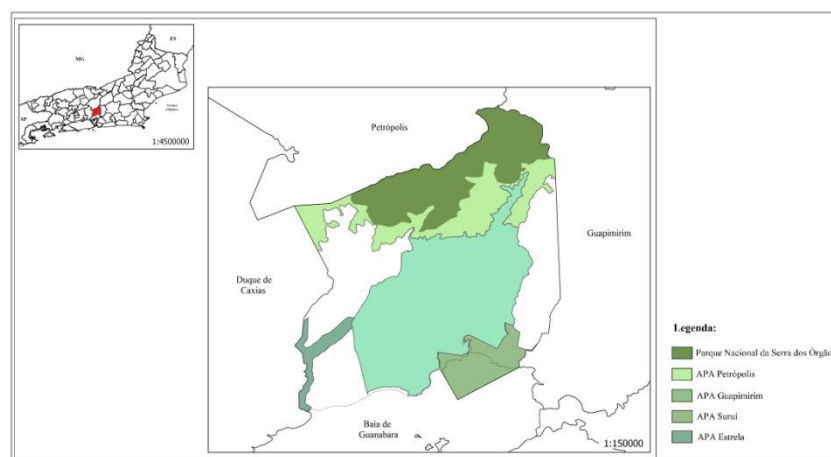 ES
MG
SP
1:4500000
Petrópolis
Guapimirim
Duque de
Caxias
Baía de
Guanabara
1:150000
Legenda:
Parque Nacional da Serra dos Órgão
APA Petrópolis
APA Guapimirim
APA Suruí
APA Estrela